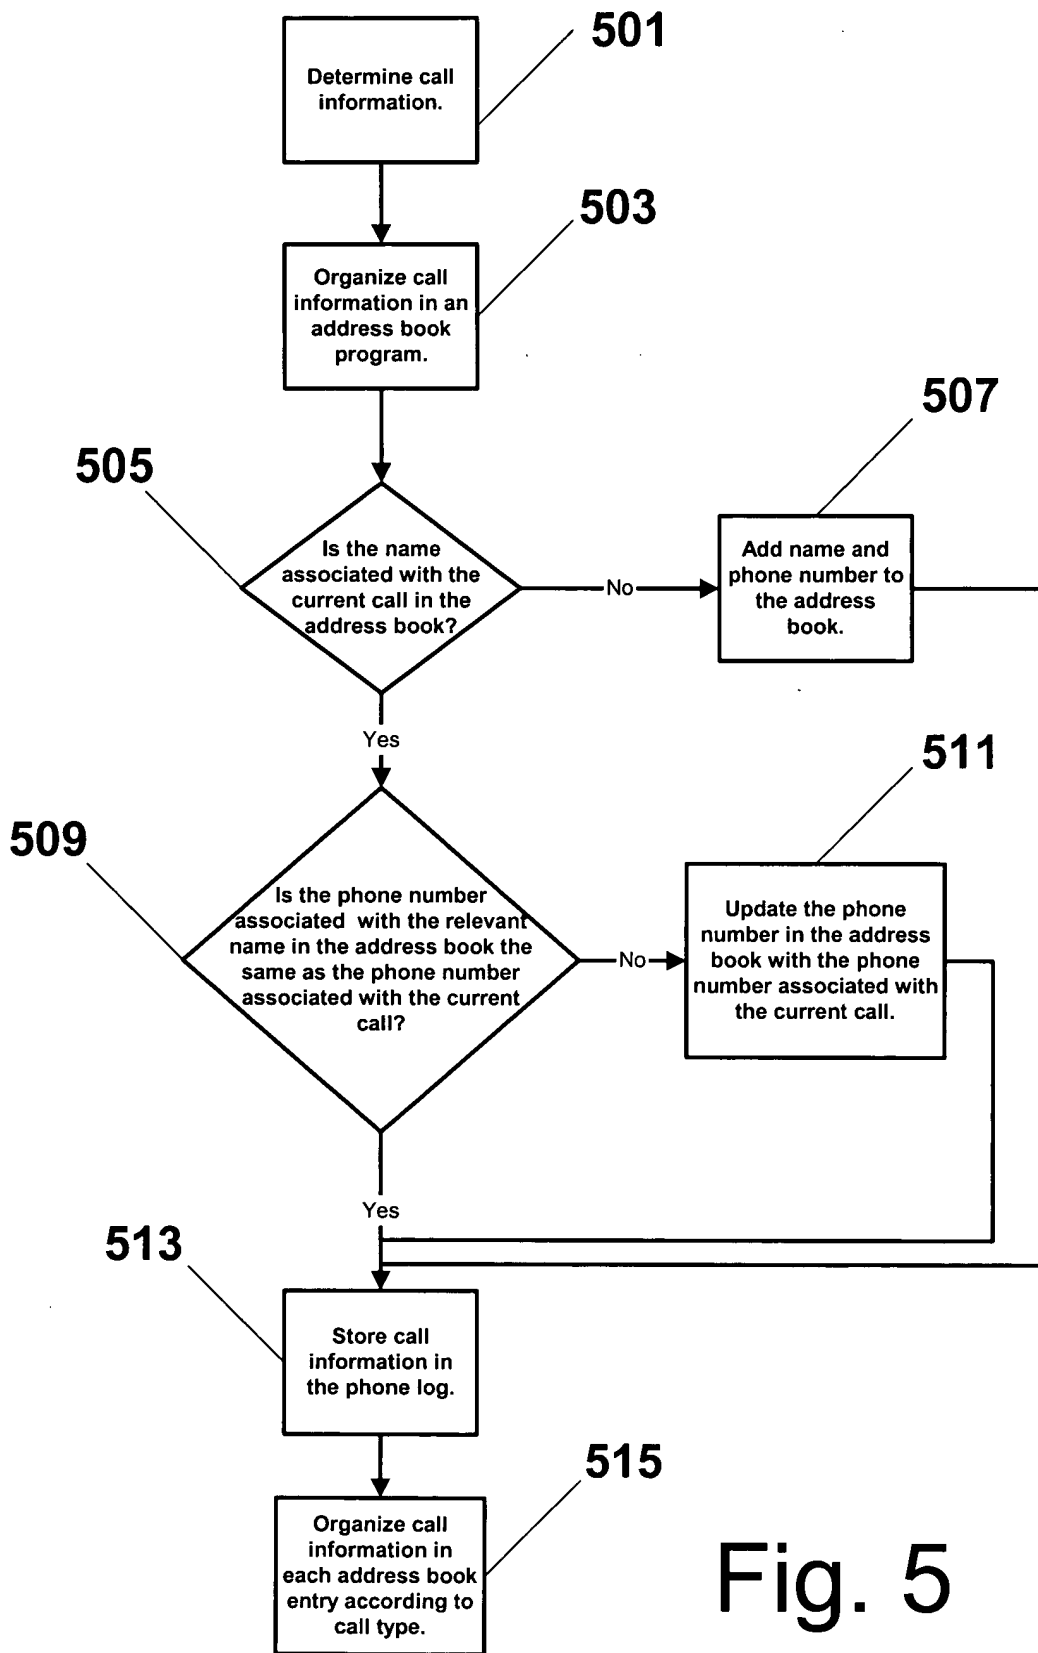 501
Determine call
information.
503
Organize call
information in an
address book
program.
507
505
Is the name
associated with the
current call in the
address book?
No
Add name and
phone number to
the address
book.
Yes
511
509
Is the phone number
associated with the relevant
name in the address book the
same as the phone number
associated with the current
call?
No
Update the phone
number in the address
book with the phone
number associated with
the current call.
Yes
513
Store call
information in
the phone log.
515
Organize call
information in
each address book
entry according to
call type.
Fig. 5